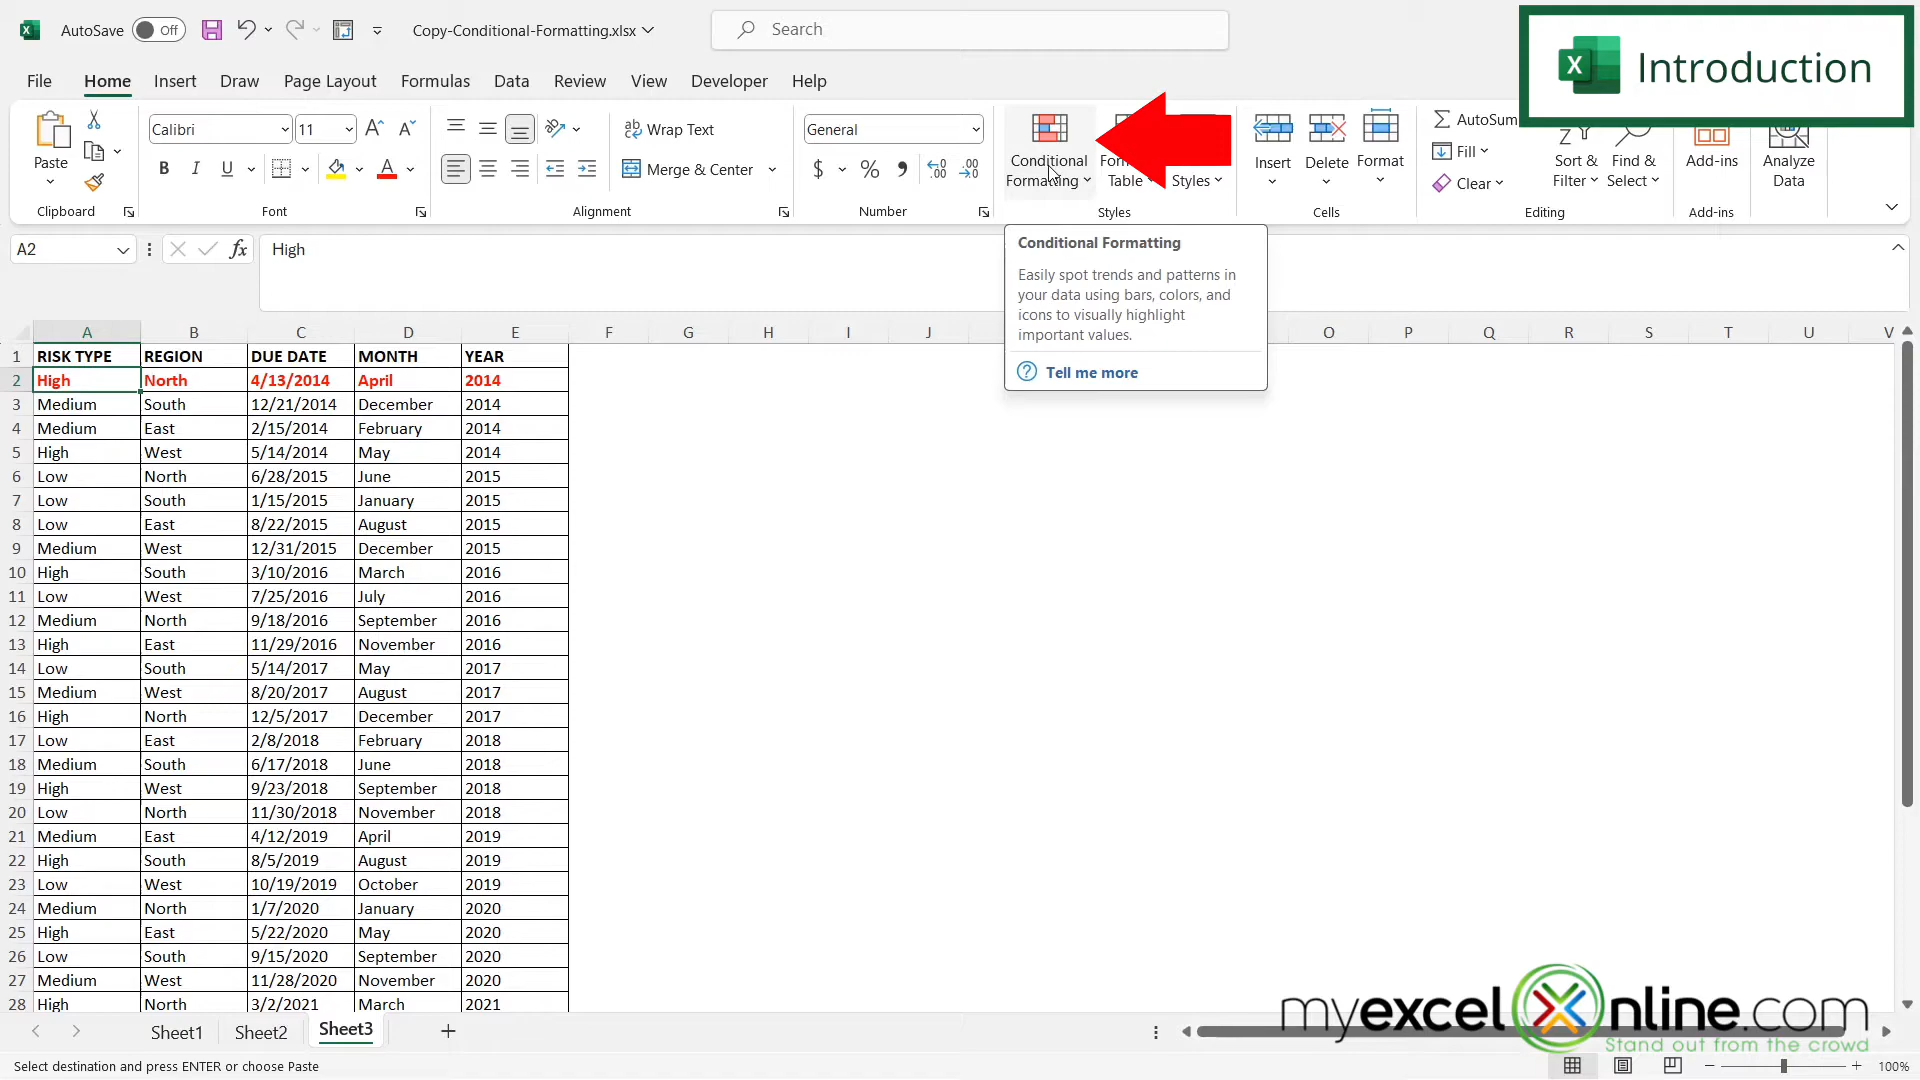 AutoSave Off Copy-Conditional-Formatting.xlsx Search
X Introduction
File Home Insert Draw Page Layout Formulas Data Review View Developer Help
Paste
Calibri 11
B I U A
Wrap Text
Merge & Center
General
$ %
Conditional
Formatting
Table
Styles
Insert Delete Format
AutoSum
Fill
Clear
Sort &
Filter
Find &
Select
Add-ins
Analyze
Data
Clipboard Font Alignment Number Styles Cells Editing Add-ins
A2 fx High
Conditional Formatting
Easily spot trends and patterns in
your data using bars, colors, and
icons to visually highlight
important values.
Tell me more
A B C D E F G H I J O P Q R S T U V
1 RISK TYPE REGION DUE DATE MONTH YEAR
2 High North 4/13/2014 April 2014
3 Medium South 12/21/2014 December 2014
4 Medium East 2/15/2014 February 2014
5 High West 5/14/2014 May 2014
6 Low North 6/28/2015 June 2015
7 Low South 1/15/2015 January 2015
8 Low East 8/22/2015 August 2015
9 Medium West 12/31/2015 December 2015
10 High South 3/10/2016 March 2016
11 Low West 7/25/2016 July 2016
12 Medium North 9/18/2016 September 2016
13 High East 11/29/2016 November 2016
14 Low South 5/14/2017 May 2017
15 Medium West 8/20/2017 August 2017
16 High North 12/5/2017 December 2017
17 Low East 2/8/2018 February 2018
18 Medium South 6/17/2018 June 2018
19 High West 9/23/2018 September 2018
20 Low North 11/30/2018 November 2018
21 Medium East 4/12/2019 April 2019
22 High South 8/5/2019 August 2019
23 Low West 10/19/2019 October 2019
24 Medium North 1/7/2020 January 2020
25 High East 5/22/2020 May 2020
26 Low South 9/15/2020 September 2020
27 Medium West 11/28/2020 November 2020
28 High North 3/2/2021 March 2021
myexcelonline.com
Stand out from the crowd
Sheet1 Sheet2 Sheet3
Select destination and press ENTER or choose Paste 100%